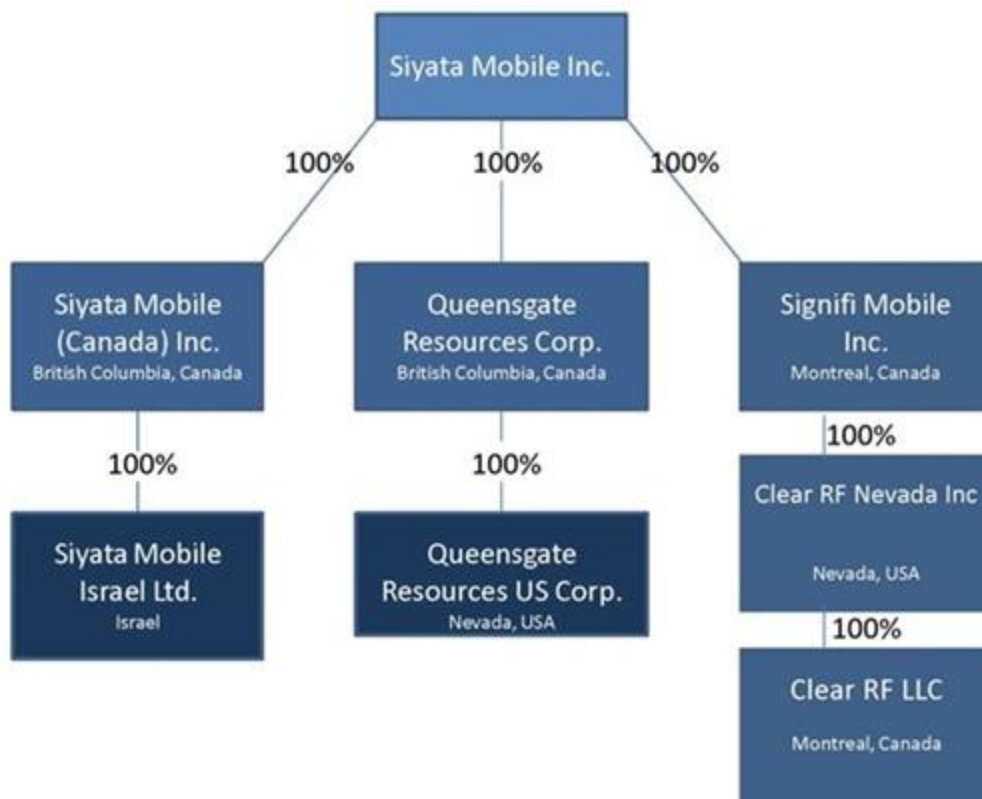 Siyata Mobile Inc.
100%
100%
100%
Siyata Mobile
(Canada) Inc.
British Columbia, Canada
Queensgate
Resources Corp.
British Columbia, Canada
Signifi Mobile
Inc.
Montreal, Canada
100%
100%
100%
Siyata Mobile
Israel Ltd.
Israel
Queensgate
Resources US Corp.
Nevada, USA
Clear RF Nevada Inc
Nevada, USA
100%
Clear RF LLC
Montreal, Canada